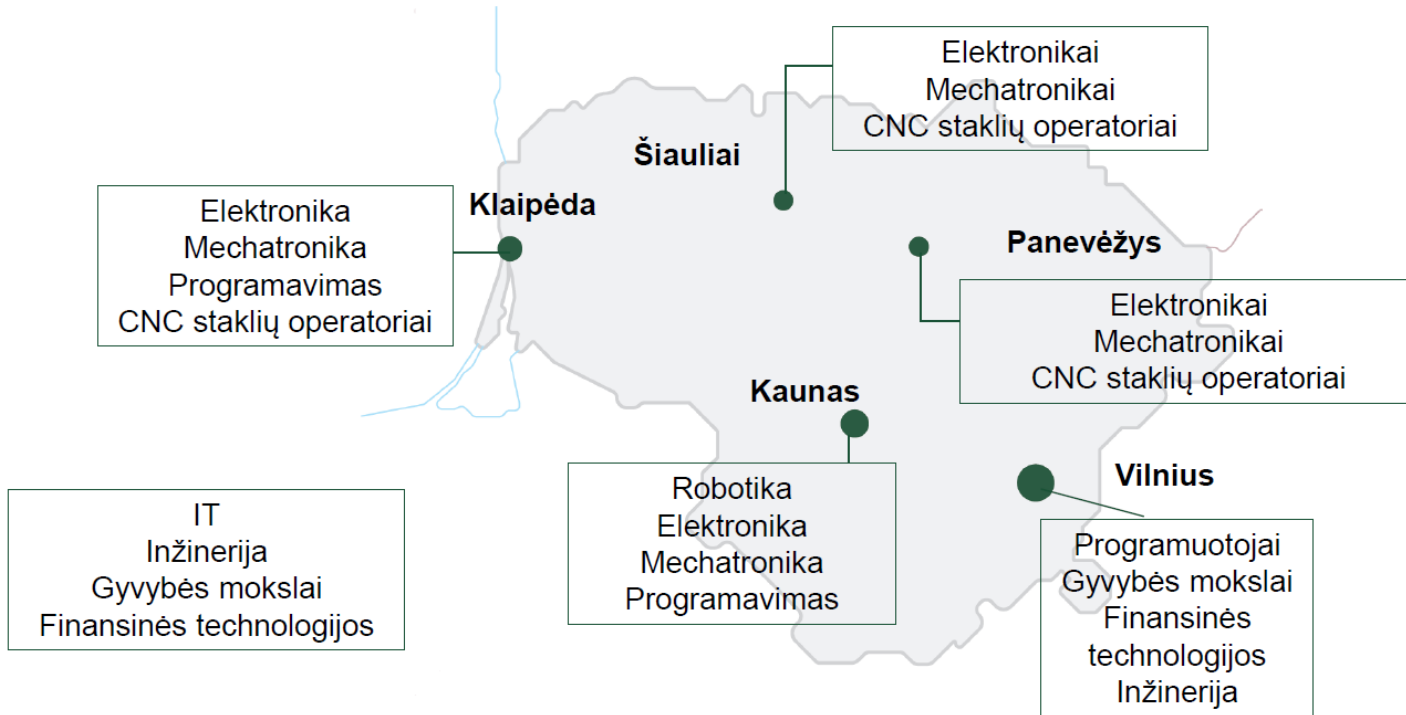 Elektronikai
Mechatronikai
CNC staklių operatoriai
Šiauliai
Klaipėda
Elektronika
Mechatronika
Programavimas
CNC staklių operatoriai
Panevėžys
Elektronikai
Mechatronikai
CNC staklių operatoriai
Kaunas
Robotika
Elektronika
Mechatronika
Programavimas
Vilnius
Programuotojai
Gyvybės mokslai
Finansinės
technologijos
Inžinerija
IT
Inžinerija
Gyvybės mokslai
Finansinės technologijos